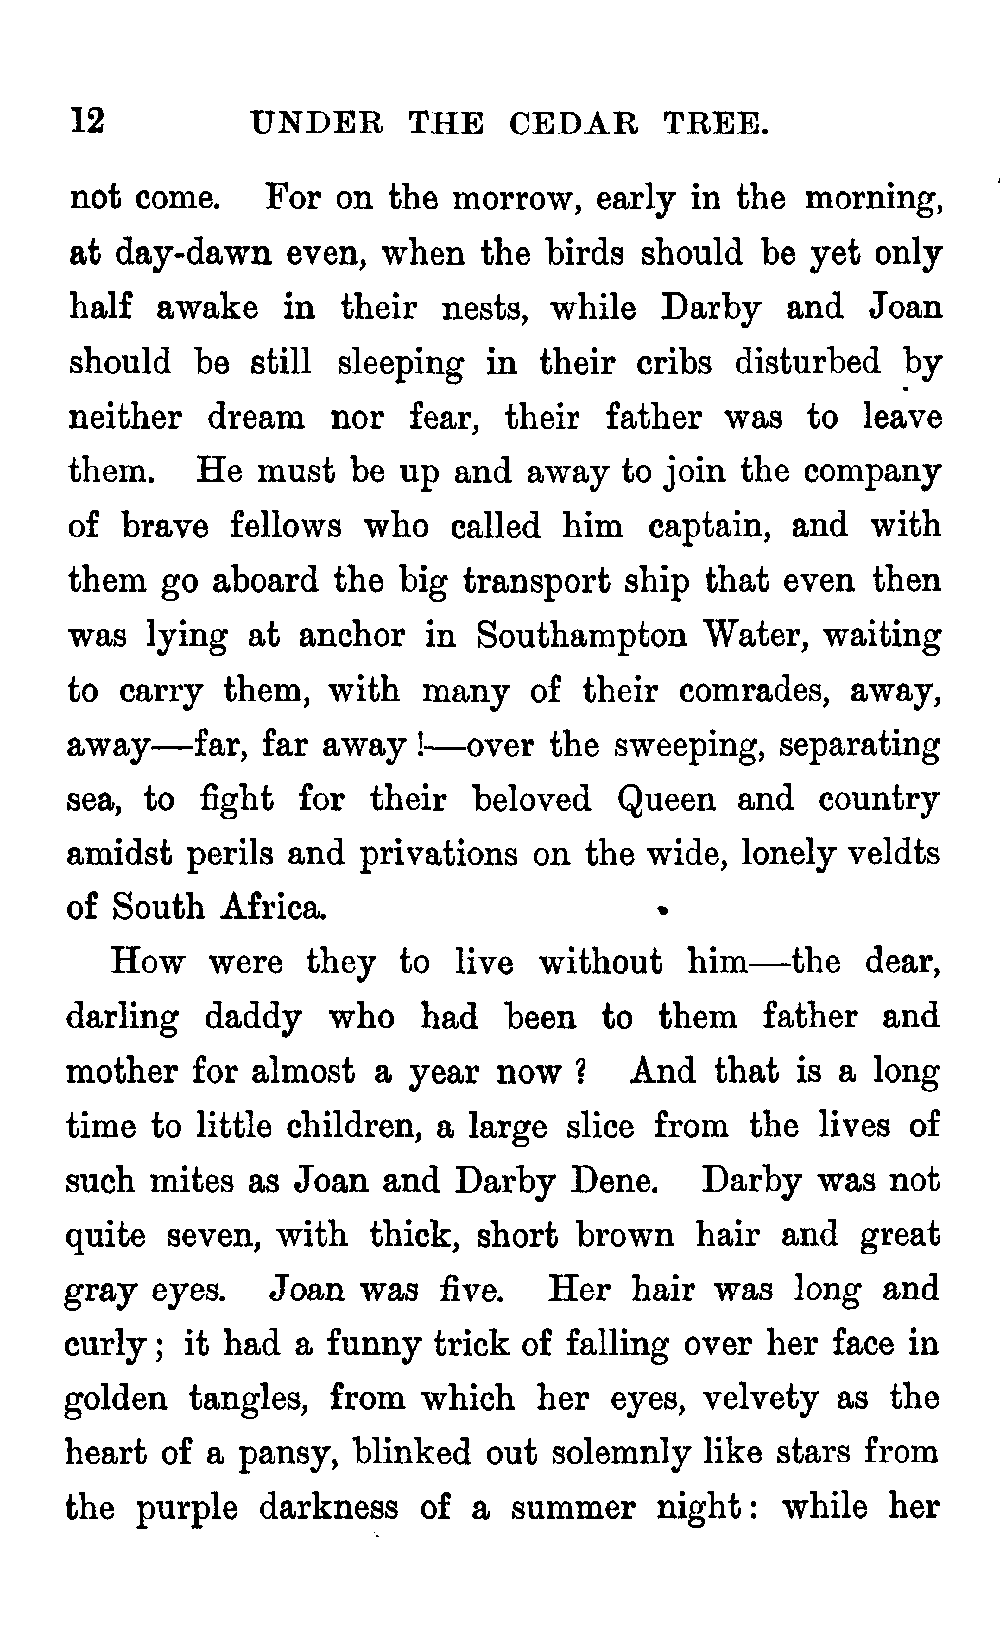 12 UNDER THE CEDAR TREE.
not come. For on the morrow, early in the morning,
at day-dawn even, when the birds should be yet only
half awake in their nests, while Darby and Joan
should be still sleeping in their cribs disturbed by
neither dream nor fear, their father was to leave
them. He must be up and away to join the company
of brave fellows who called him captain, and with
them go aboard the big transport ship that even then
was lying at anchor in Southampton Water, waiting
to carry them, with many of their comrades, away,
away—far, far away!—over the sweeping, separating
sea, to fight for their beloved Queen and country
amidst perils and privations on the wide, lonely veldts
of South Africa.
How were they to live without him—the dear,
darling daddy who had been to them father and
mother for almost a year now? And that is a long
time to little children, a large slice from the lives of
such mites as Joan and Darby Dene. Darby was not
quite seven, with thick, short brown hair and great
gray eyes. Joan was five. Her hair was long and
curly; it had a funny trick of falling over her face in
golden tangles, from which her eyes, velvety as the
heart of a pansy, blinked out solemnly like stars from
the purple darkness of a summer night: while her